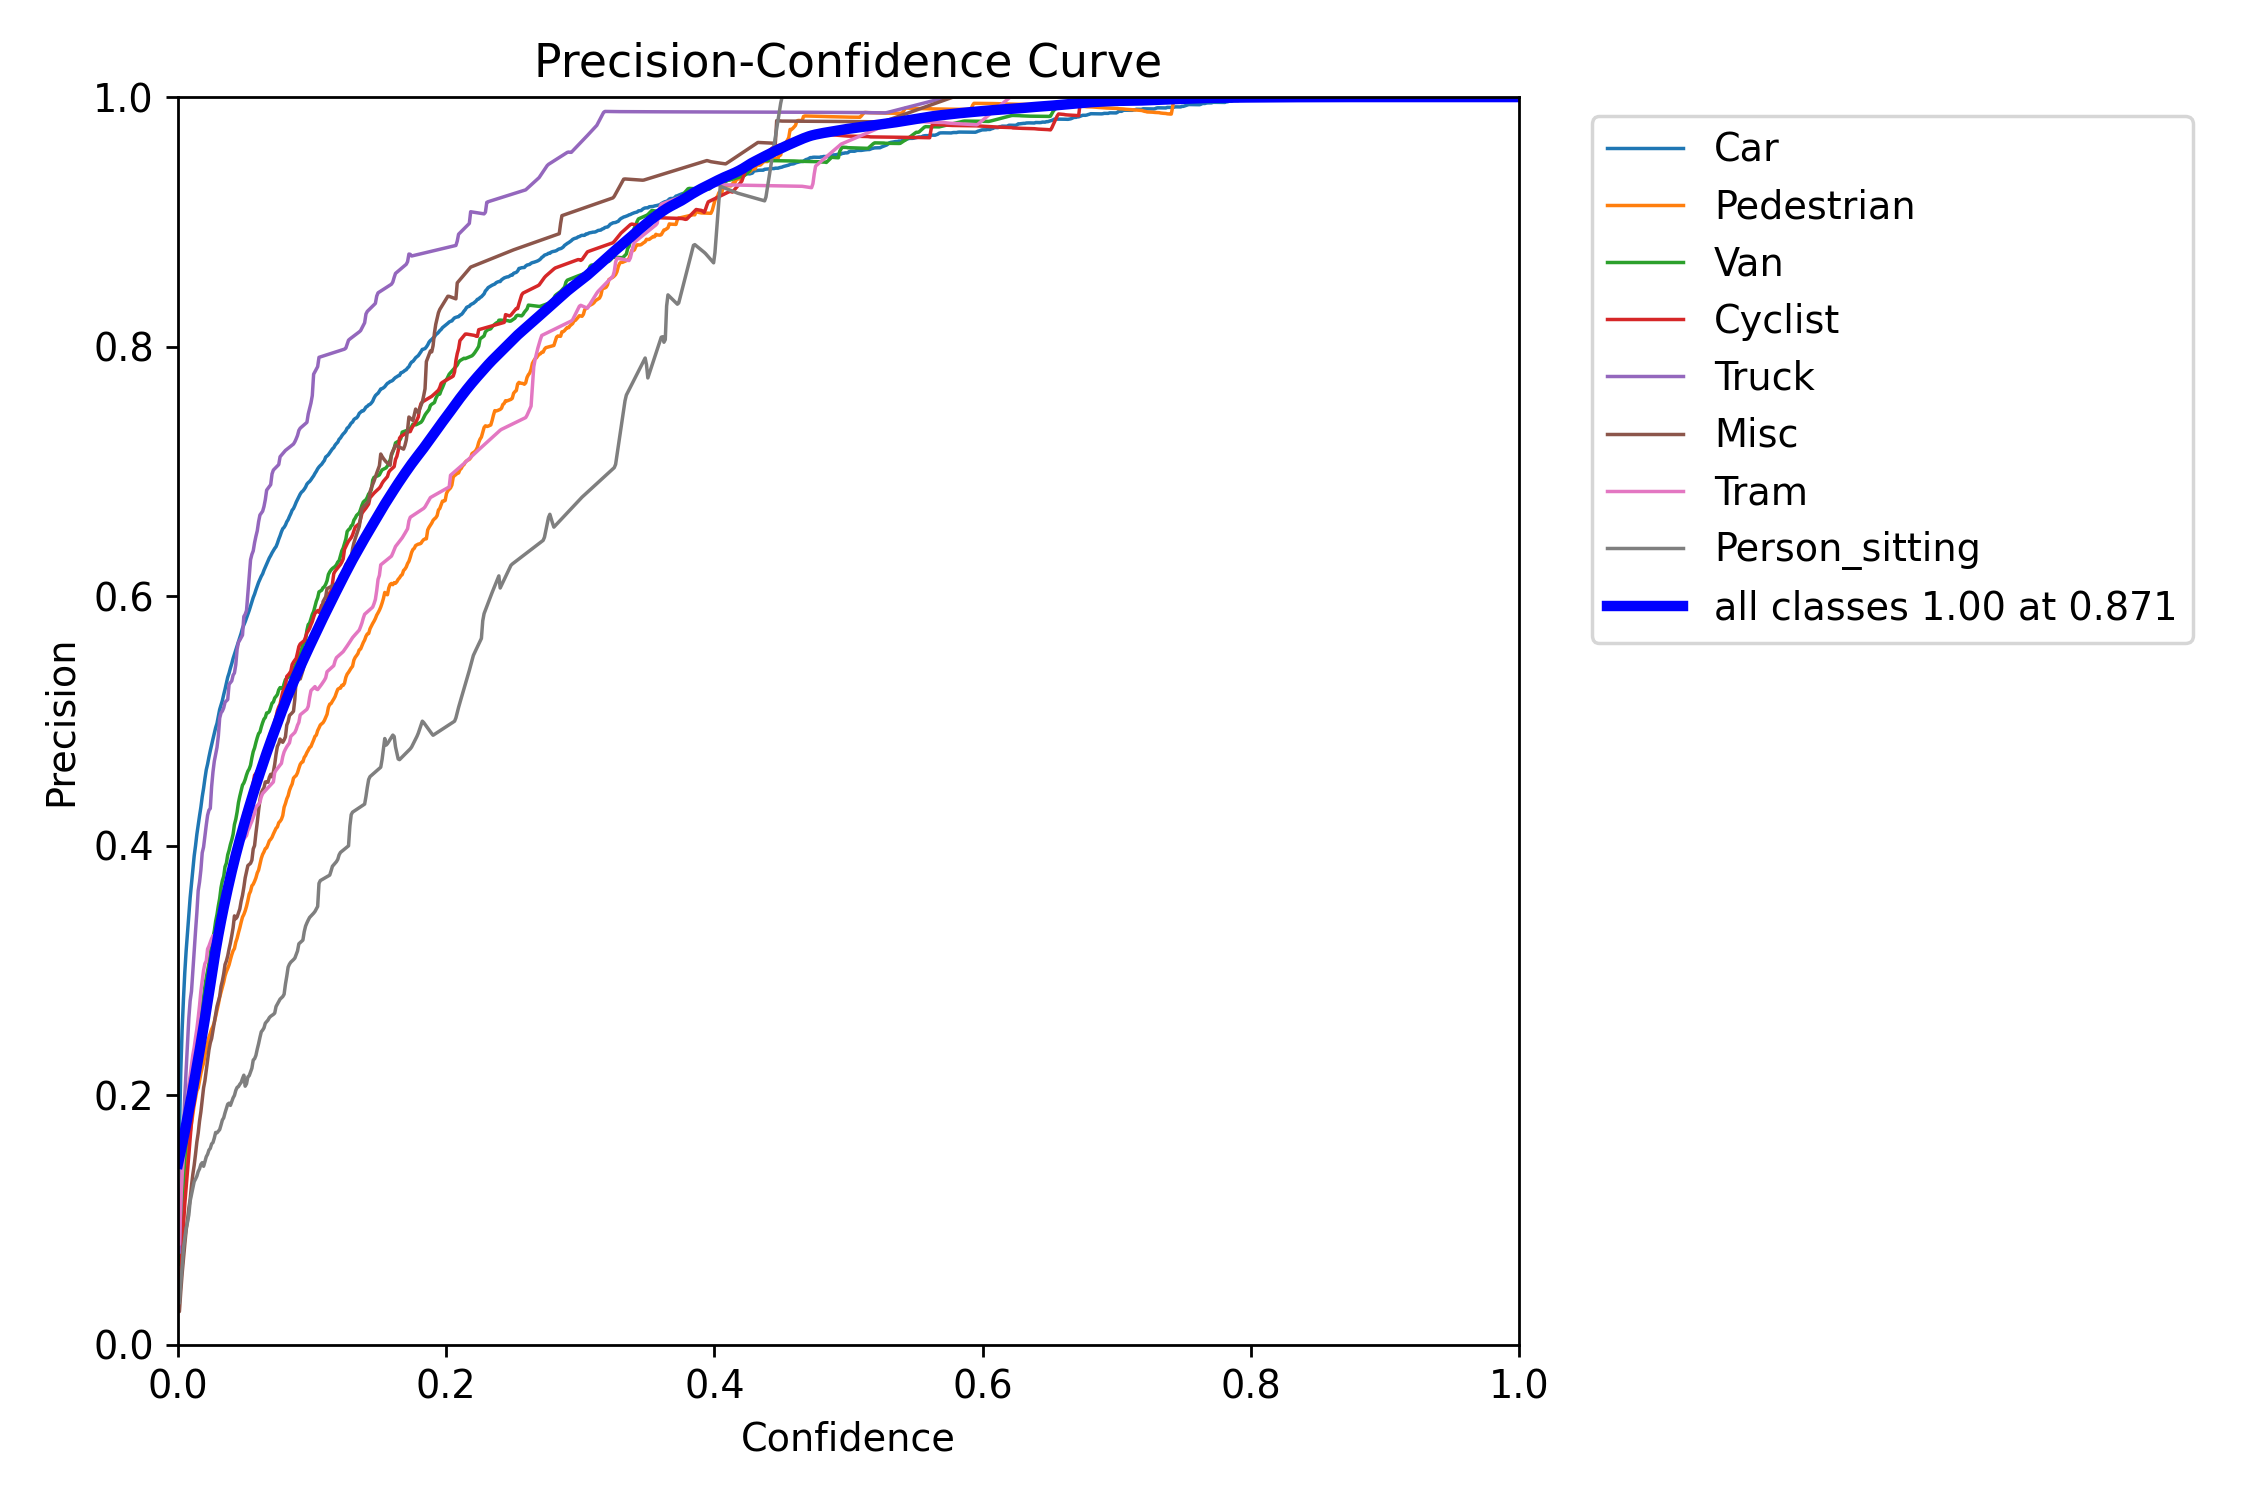 Precision-Confidence Curve
1.0
0.8
0.6
0.4
0.2
0.0
Precision
0.0 0.2 0.4 0.6 0.8 1.0
Confidence
Car
Pedestrian
Van
Cyclist
Truck
Misc
Tram
Person_sitting
all classes 1.00 at 0.871